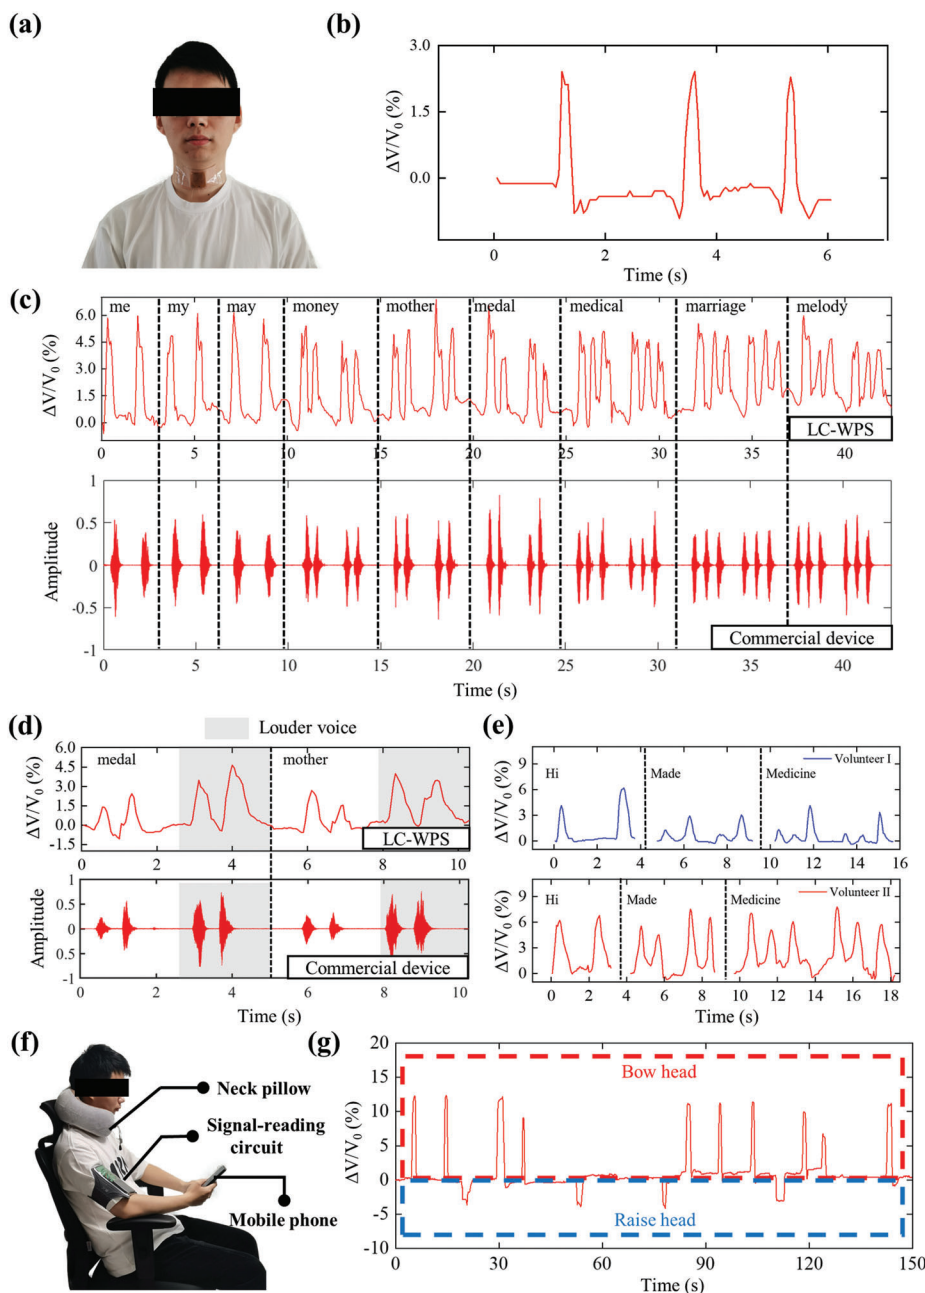 (a)
(b)
3.0
1.5
0.0
ΔV/V₀ (%)
0 2 4 6
Time (s)
(c)
me my may money mother medal medical marriage melody
6.0
4.5
3.0
1.5
0.0
ΔV/V₀ (%)
LC-WPS
0 5 10 15 20 25 30 35 40
1
0.5
0
-0.5
-1
Amplitude
Commercial device
0 5 10 15 20 25 30 35 40
Time (s)
(d)
Louder voice
6.0
4.5
3.0
1.5
0.0
-1.5
ΔV/V₀ (%)
medal mother
LC-WPS
0 2 4 6 8 10
1
0.5
0
0.5
1
Amplitude
Commercial device
0 2 4 6 8 10
Time (s)
(e)
9
6
3
0
ΔV/V₀ (%)
Volunteer I
Hi Made Medicine
0 2 4 6 8 10 12 14 16
9
6
3
0
ΔV/V₀ (%)
Volunteer II
Hi Made Medicine
0 2 4 6 8 10 12 14 16 18
Time (s)
(f)
Neck pillow
Signal-reading
circuit
Mobile phone
(g)
20
15
10
5
0
-5
-10
ΔV/V₀ (%)
Bow head
Raise head
0 30 60 90 120 150
Time (s)